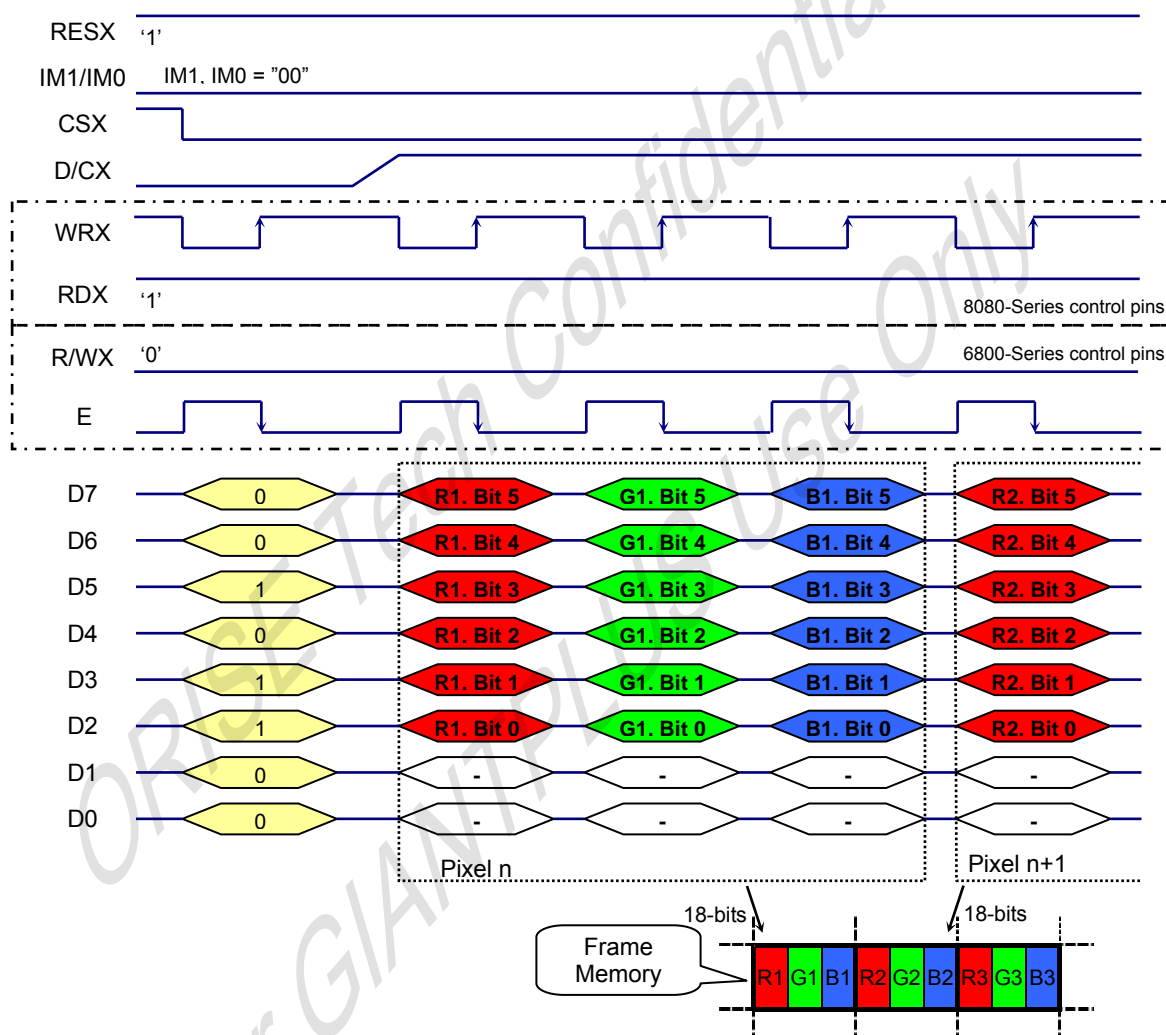 RESX '1'
IM1/IM0 IM1, IM0 = "00"
CSX
D/CX
WRX
RDX '1' 8080-Series control pins
R/WX '0' 6800-Series control pins
E
D7 0 R1. Bit 5 G1. Bit 5 B1. Bit 5 R2. Bit 5
D6 0 R1. Bit 4 G1. Bit 4 B1. Bit 4 R2. Bit 4
D5 1 R1. Bit 3 G1. Bit 3 B1. Bit 3 R2. Bit 3
D4 0 R1. Bit 2 G1. Bit 2 B1. Bit 2 R2. Bit 2
D3 1 R1. Bit 1 G1. Bit 1 B1. Bit 1 R2. Bit 1
D2 1 R1. Bit 0 G1. Bit 0 B1. Bit 0 R2. Bit 0
D1 0 - - - -
D0 0 - - - -
Pixel n Pixel n+1
18-bits 18-bits
Frame
Memory
R1 G1 B1 R2 G2 B2 R3 G3 B3
ORISE Tech
GIANTPLUS Use Only